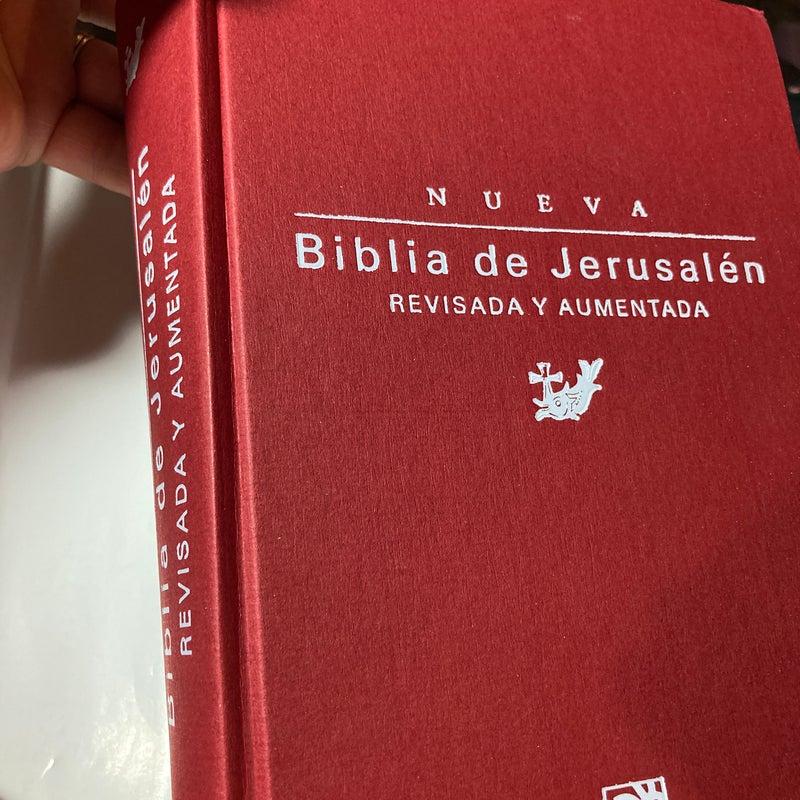 NUEVA
Biblia de Jerusalén
REVISADA Y AUMENTADA
Biblia de Jerusalén
REVISADA Y AUMENTADA